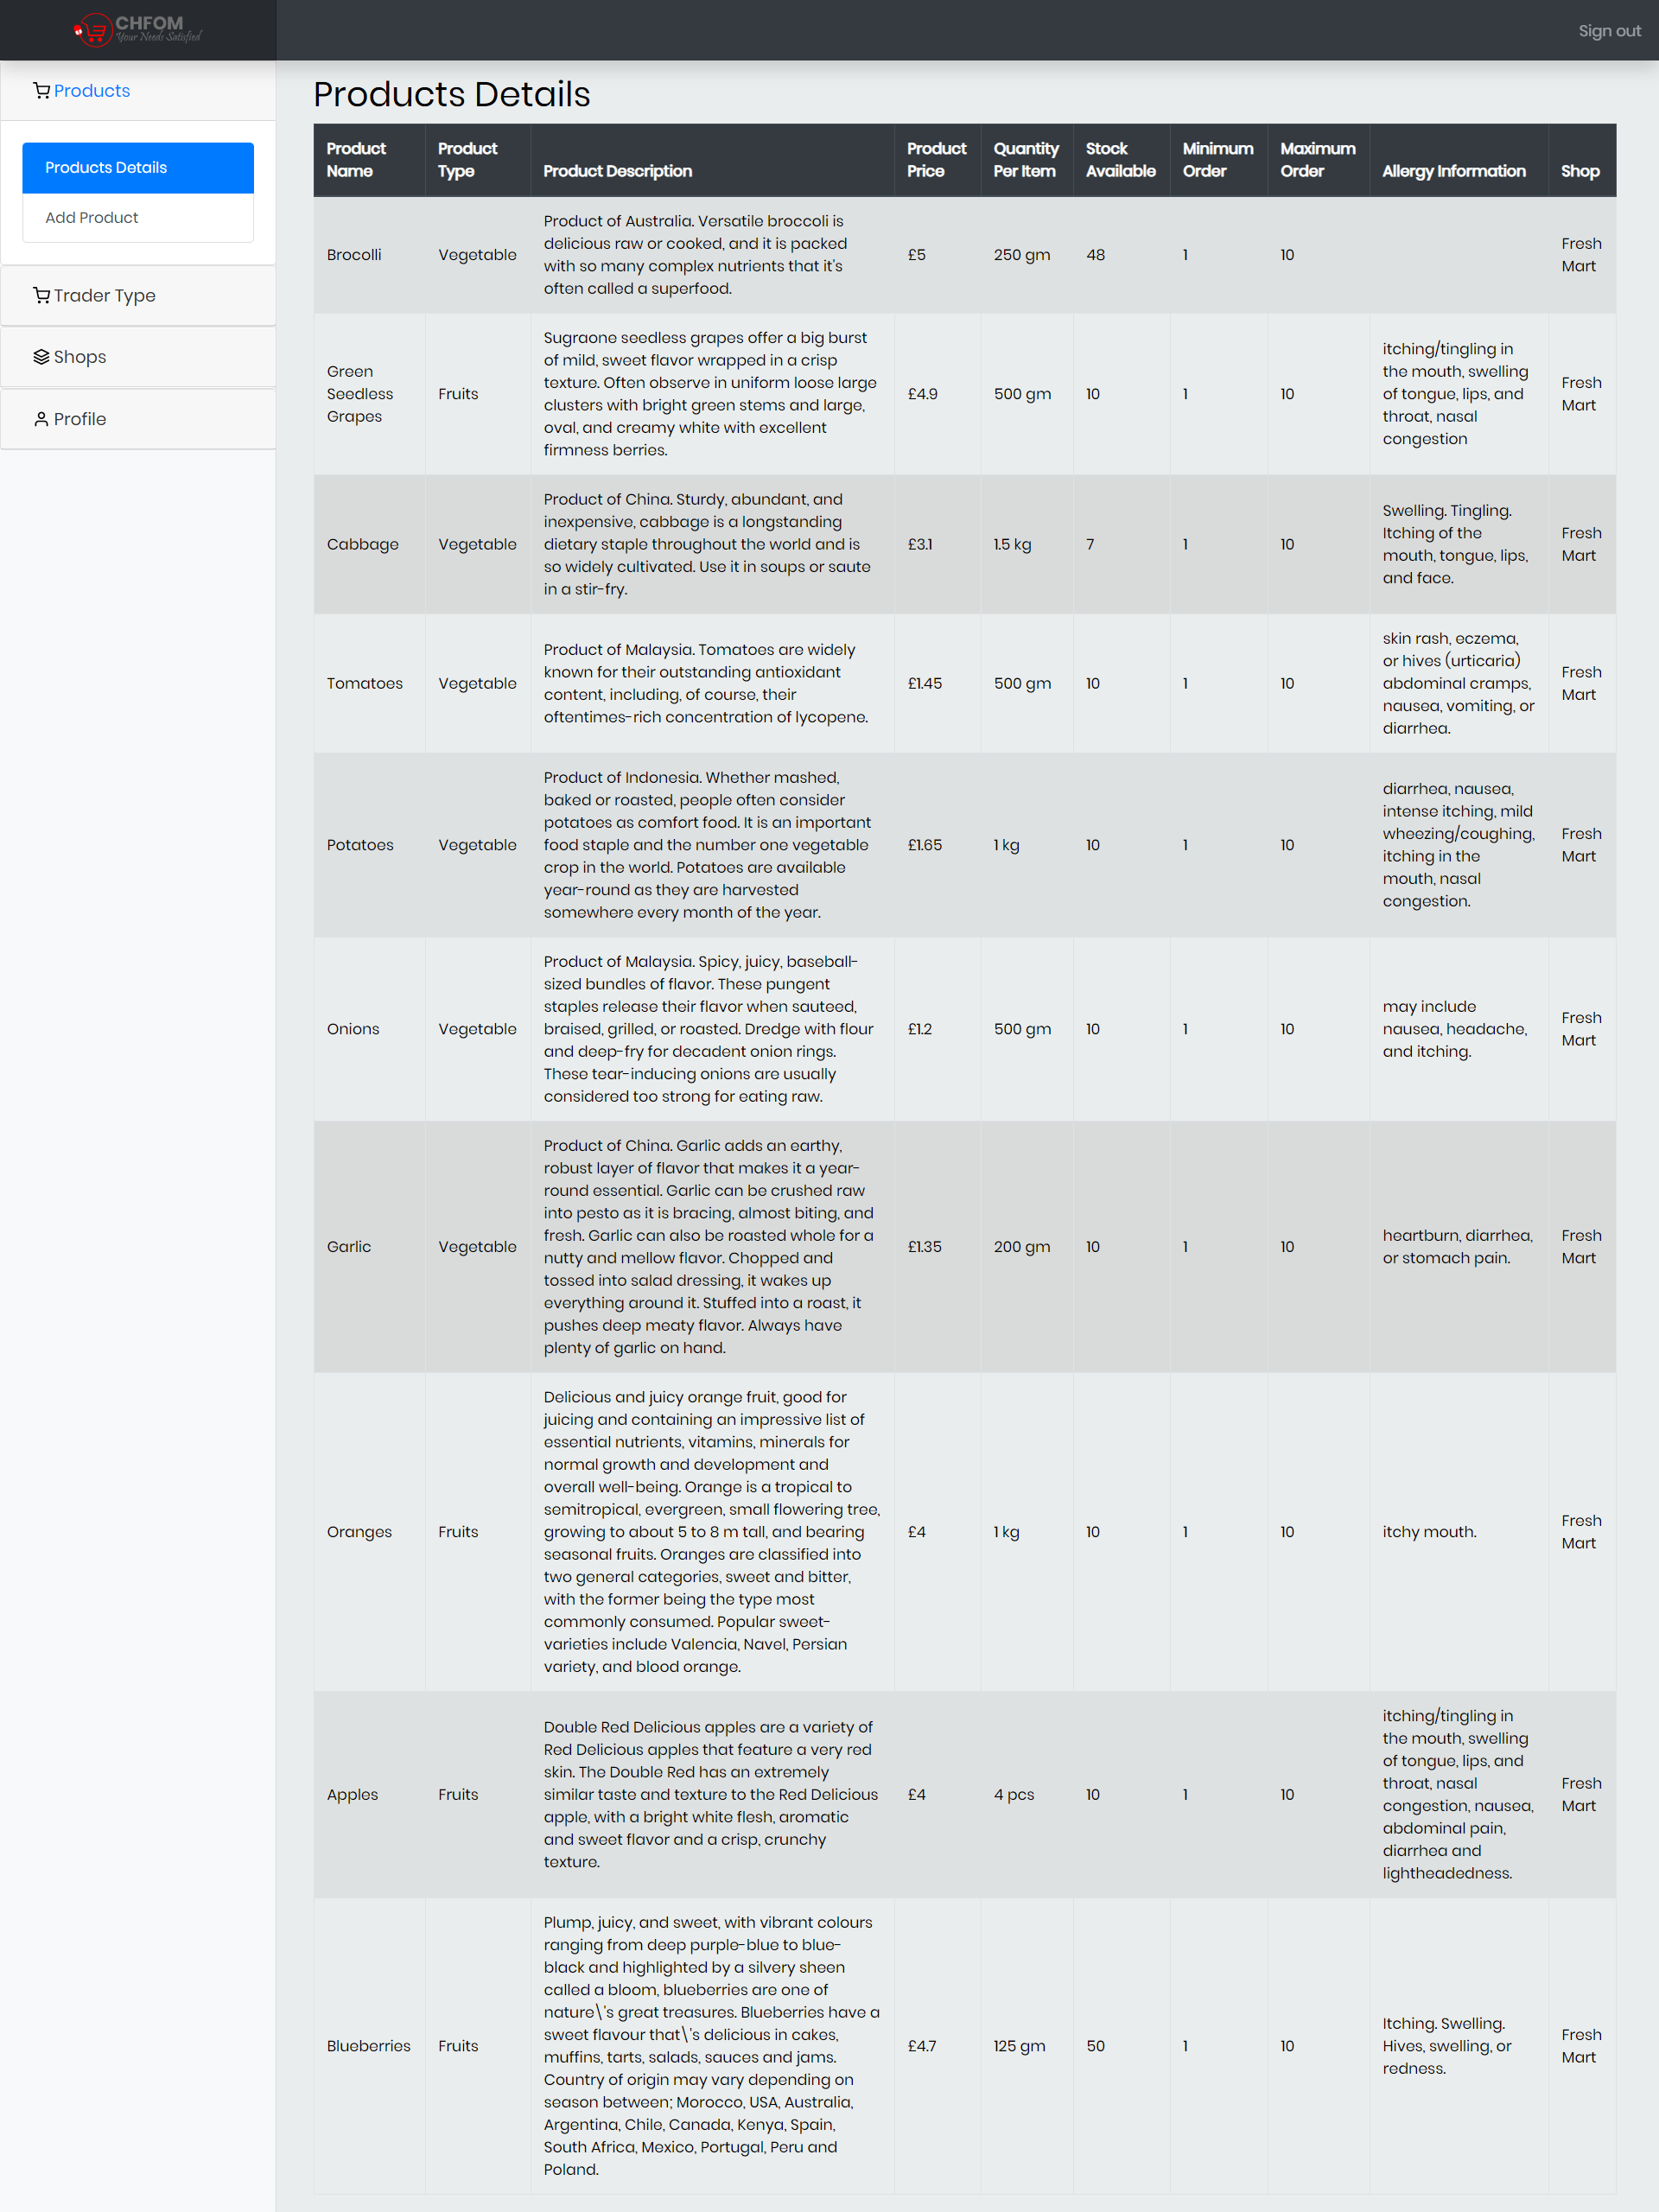 CHFOM
Your Needs Satisfied
Sign out
Products
Products Details
Add Product
Trader Type
Shops
Profile
Products Details
Product Name
Product Type
Product Description
Product Price
Quantity Per Item
Stock Available
Minimum Order
Maximum Order
Allergy Information
Shop
Brocolli
Vegetable
Product of Australia. Versatile broccoli is
delicious raw or cooked, and it is packed
with so many complex nutrients that it's
often called a superfood.
£5
250 gm
48
1
10
Fresh
Mart
Green
Seedless
Grapes
Fruits
Sugraone seedless grapes offer a big burst
of mild, sweet flavor wrapped in a crisp
texture. Often observe in uniform loose large
clusters with bright green stems and large,
oval, and creamy white with excellent
firmness berries.
£4.9
500 gm
10
1
10
itching/tingling in
the mouth, swelling
of tongue, lips, and
throat, nasal
congestion
Fresh
Mart
Cabbage
Vegetable
Product of China. Sturdy, abundant, and
inexpensive, cabbage is a longstanding
dietary staple throughout the world and is
so widely cultivated. Use it in soups or saute
in a stir-fry.
£3.1
1.5 kg
7
1
10
Swelling. Tingling.
Itching of the
mouth, tongue, lips,
and face.
Fresh
Mart
Tomatoes
Vegetable
Product of Malaysia. Tomatoes are widely
known for their outstanding antioxidant
content, including, of course, their
oftentimes-rich concentration of lycopene.
£1.45
500 gm
10
1
10
skin rash, eczema,
or hives (urticaria)
abdominal cramps,
nausea, vomiting, or
diarrhea.
Fresh
Mart
Potatoes
Vegetable
Product of Indonesia. Whether mashed,
baked or roasted, people often consider
potatoes as comfort food. It is an important
food staple and the number one vegetable
crop in the world. Potatoes are available
year-round as they are harvested
somewhere every month of the year.
£1.65
1 kg
10
1
10
diarrhea, nausea,
intense itching, mild
wheezing/coughing,
itching in the
mouth, nasal
congestion.
Fresh
Mart
Onions
Vegetable
Product of Malaysia. Spicy, juicy, baseball-
sized bundles of flavor. These pungent
staples release their flavor when sauteed,
braised, grilled, or roasted. Dredge with flour
and deep-fry for decadent onion rings.
These tear-inducing onions are usually
considered too strong for eating raw.
£1.2
500 gm
10
1
10
may include
nausea, headache,
and itching.
Fresh
Mart
Garlic
Vegetable
Product of China. Garlic adds an earthy,
robust layer of flavor that makes it a year-
round essential. Garlic can be crushed raw
into pesto as it is bracing, almost biting, and
fresh. Garlic can also be roasted whole for a
nutty and mellow flavor. Chopped and
tossed into salad dressing, it wakes up
everything around it. Stuffed into a roast, it
pushes deep meaty flavor. Always have
plenty of garlic on hand.
£1.35
200 gm
10
1
10
heartburn, diarrhea,
or stomach pain.
Fresh
Mart
Oranges
Fruits
Delicious and juicy orange fruit, good for
juicing and containing an impressive list of
essential nutrients, vitamins, minerals for
normal growth and development and
overall well-being. Orange is a tropical to
semitropical, evergreen, small flowering tree,
growing to about 5 to 8 m tall, and bearing
seasonal fruits. Oranges are classified into
two general categories, sweet and bitter,
with the former being the type most
commonly consumed. Popular sweet-
varieties include Valencia, Navel, Persian
variety, and blood orange.
£4
1 kg
10
1
10
itchy mouth.
Fresh
Mart
Apples
Fruits
Double Red Delicious apples are a variety of
Red Delicious apples that feature a very red
skin. The Double Red has an extremely
similar taste and texture to the Red Delicious
apple, with a bright white flesh, aromatic
and sweet flavor and a crisp, crunchy
texture.
£4
4 pcs
10
1
10
itching/tingling in
the mouth, swelling
of tongue, lips, and
throat, nasal
congestion, nausea,
abdominal pain,
diarrhea and
lightheadedness.
Fresh
Mart
Blueberries
Fruits
Plump, juicy, and sweet, with vibrant colours
ranging from deep purple-blue to blue-
black and highlighted by a silvery sheen
called a bloom, blueberries are one of
nature\'s great treasures. Blueberries have a
sweet flavour that\'s delicious in cakes,
muffins, tarts, salads, sauces and jams.
Country of origin may vary depending on
season between; Morocco, USA, Australia,
Argentina, Chile, Canada, Kenya, Spain,
South Africa, Mexico, Portugal, Peru and
Poland.
£4.7
125 gm
50
1
10
Itching. Swelling.
Hives, swelling, or
redness.
Fresh
Mart